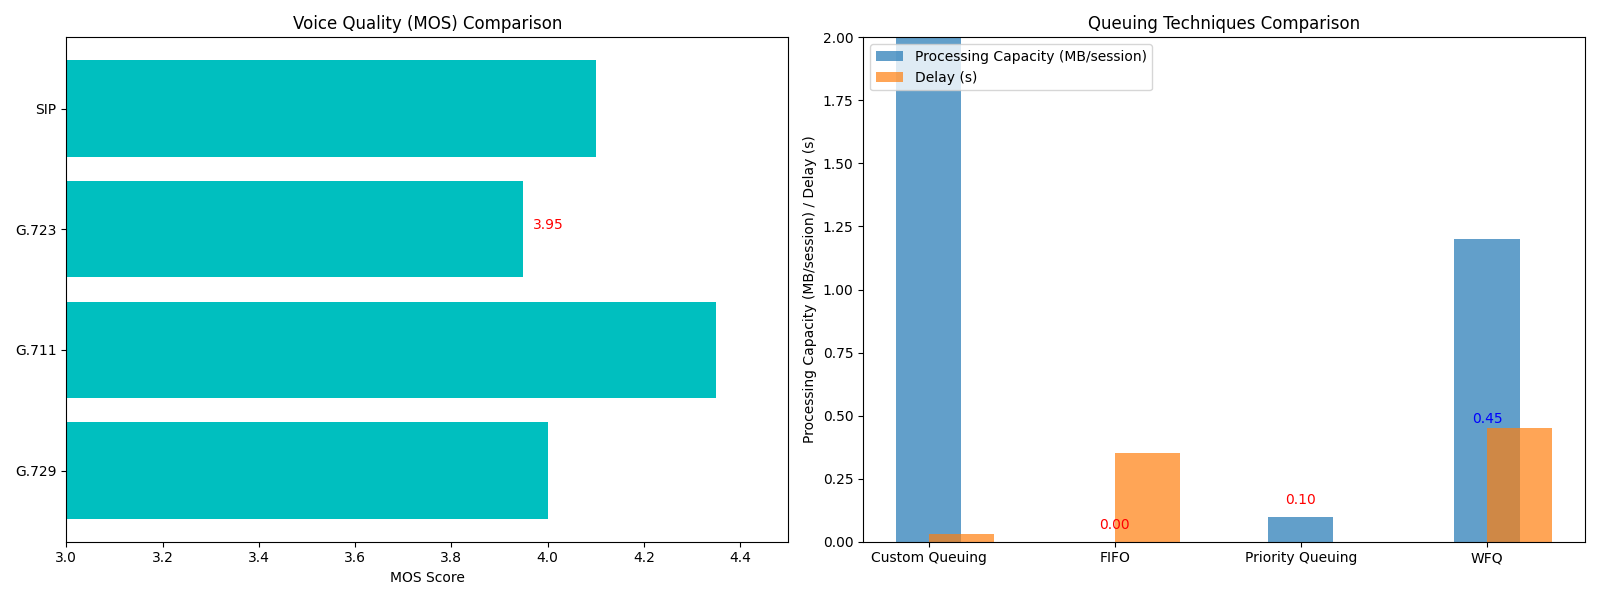 Voice Quality (MOS) Comparison
SIP
G.723
3.95
G.711
G.729
3.0 3.2 3.4 3.6 3.8 4.0 4.2 4.4
MOS Score
Queuing Techniques Comparison
Processing Capacity (MB/session)
Delay (s)
Processing Capacity (MB/session) / Delay (s)
2.00
1.75
1.50
1.25
1.00
0.75
0.50
0.25
0.00
0.00
0.10
0.45
Custom Queuing FIFO Priority Queuing WFQ